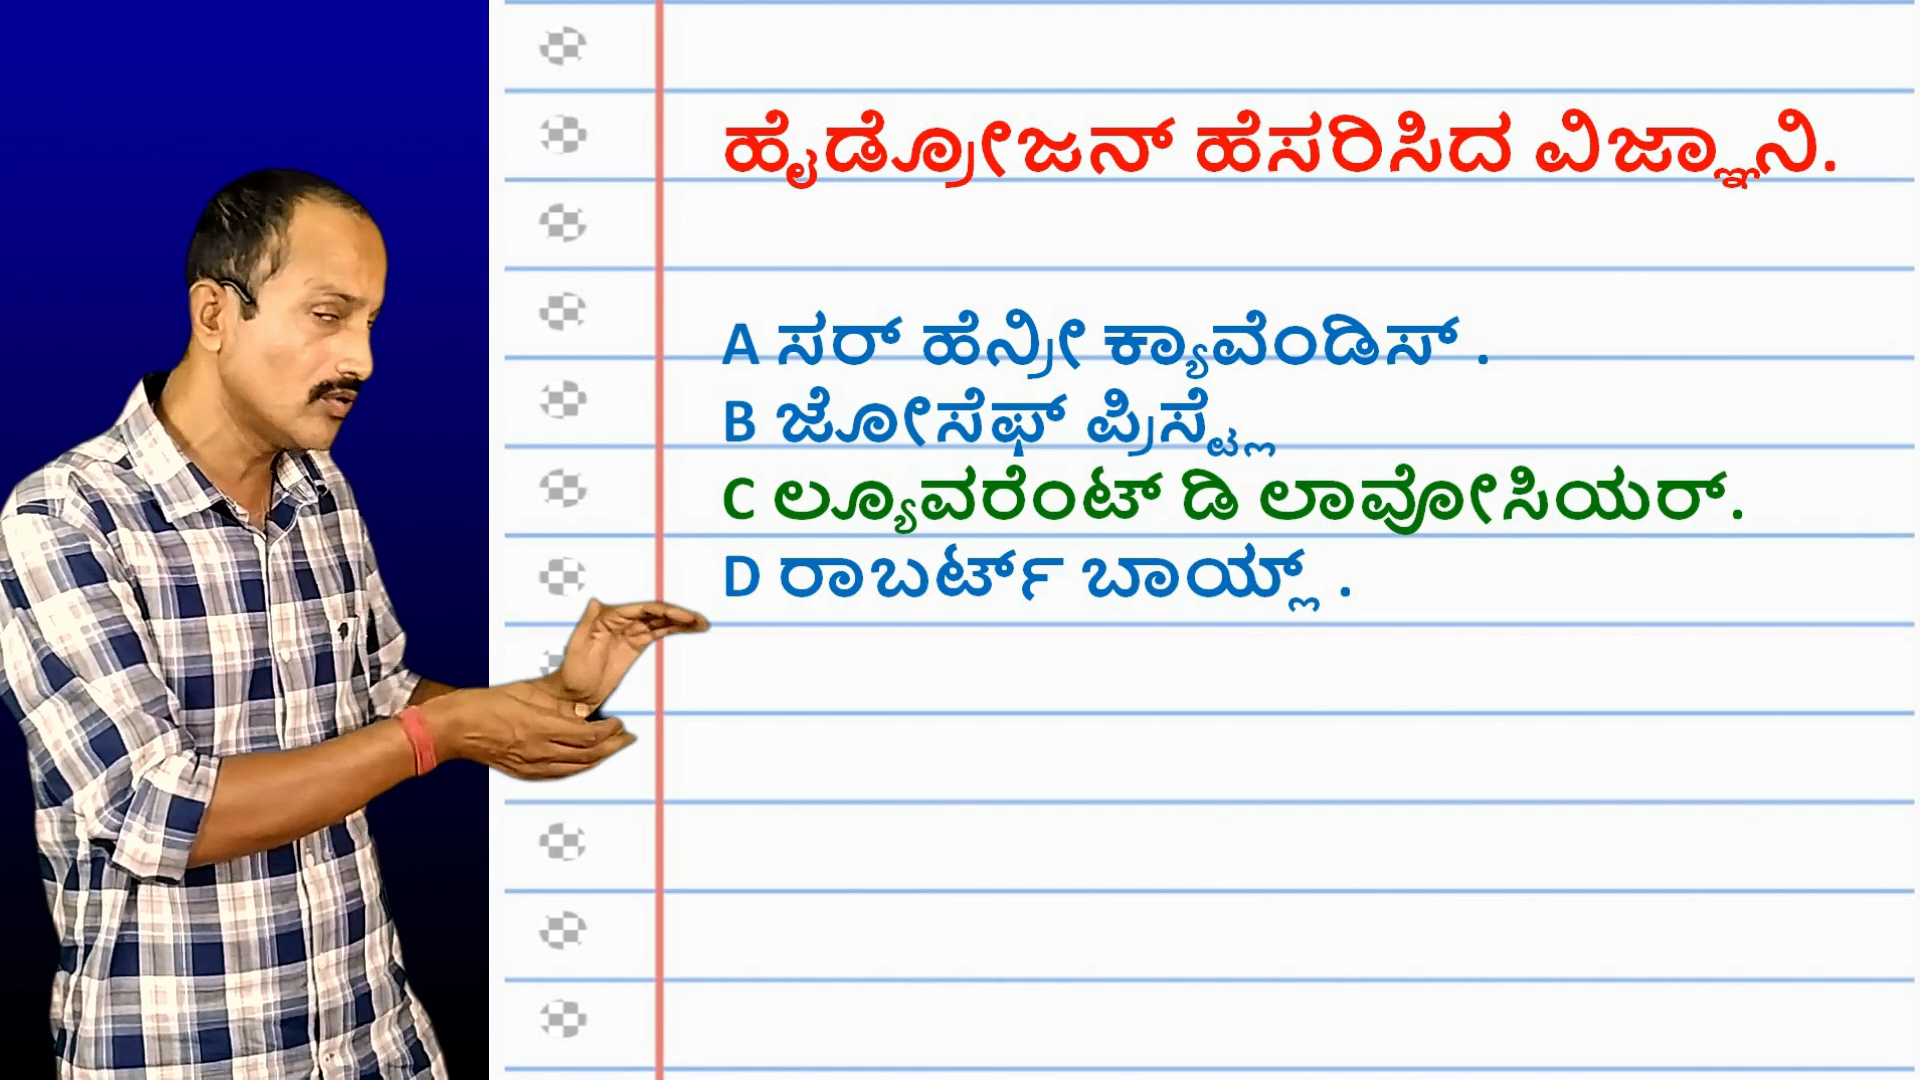 ಹೈಡ್ರೋಜನ್ ಹೆಸರಿಸಿದ ವಿಜ್ಞಾನಿ.
A ಸರ್ ಹೆನ್ರೀ ಕ್ಯಾವೆಂಡಿಸ್ .
B ಜೋಸೆಫ್ ಪ್ರಿಸ್ಟ್ಲೆ
C ಲ್ಯೂವರೆಂಟ್ ಡಿ ಲಾವೋಸಿಯರ್.
D ರಾಬರ್ಟ್ ಬಾಯ್ಲ್ .